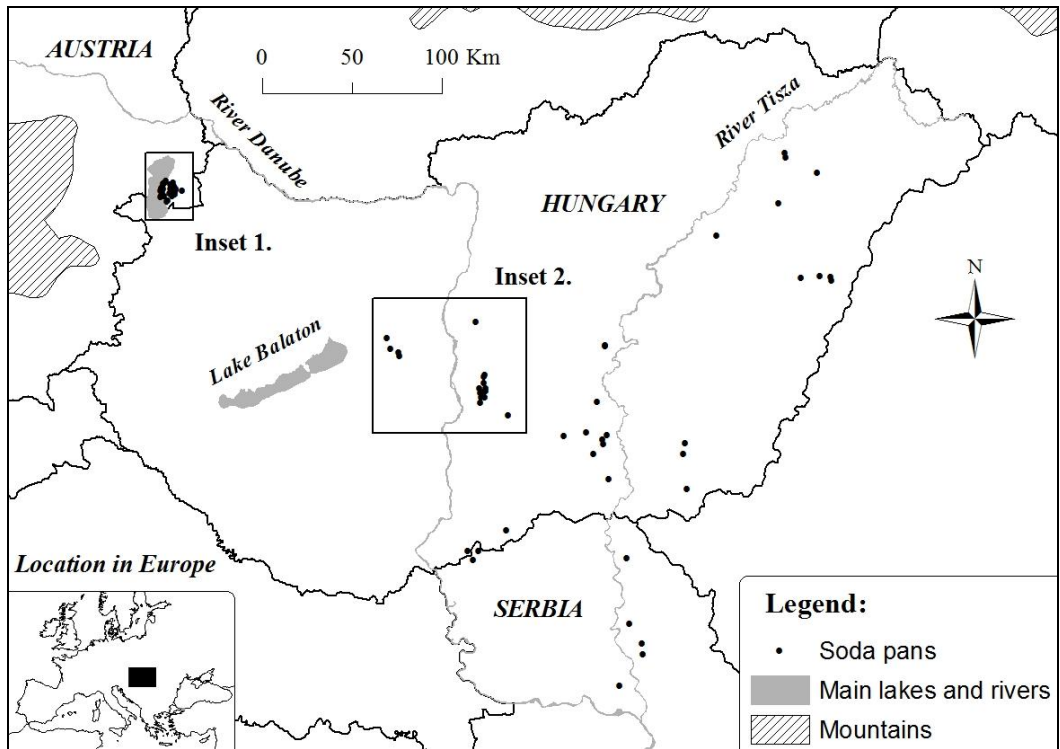 AUSTRIA
0 50 100 Km
River Danube
River Tisza
HUNGARY
Inset 1.
Inset 2.
N
Lake Balaton
Location in Europe
SERBIA
Legend:
Soda pans
Main lakes and rivers
Mountains